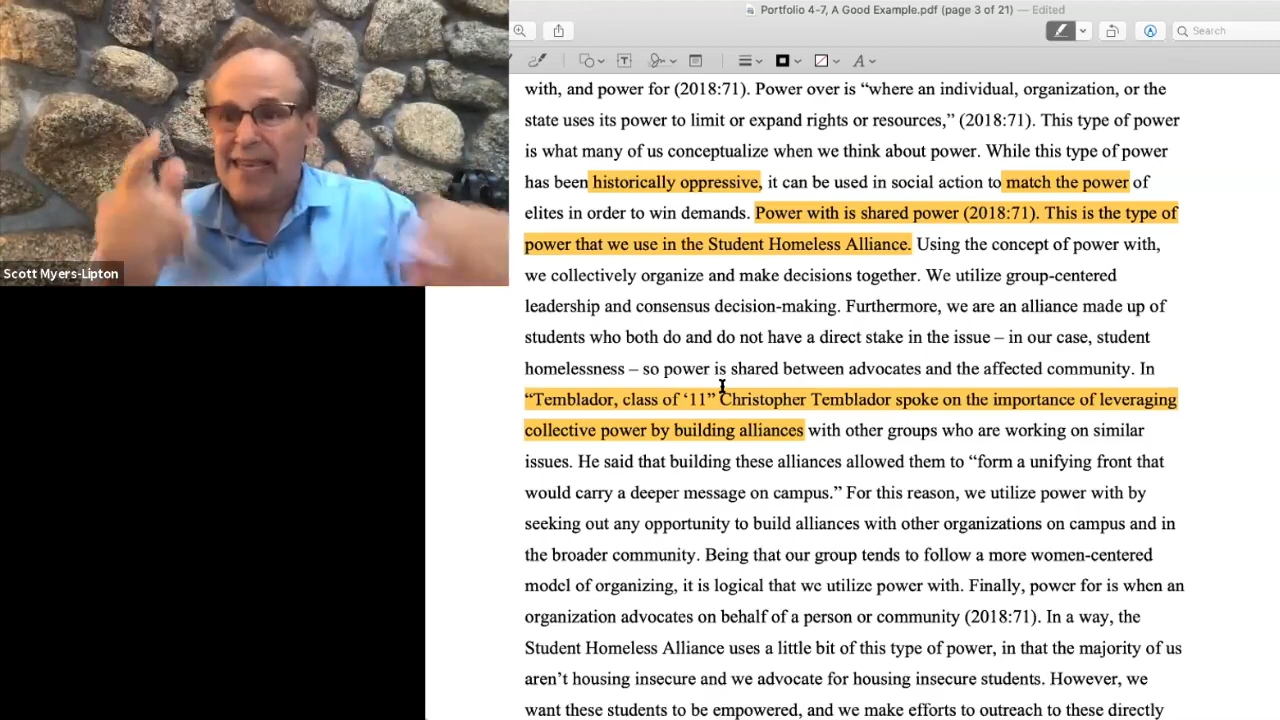 Portfolio 4-7, A Good Example.pdf (page 3 of 21) — Edited
Search
with, and power for (2018:71). Power over is “where an individual, organization, or the
state uses its power to limit or expand rights or resources,” (2018:71). This type of power
is what many of us conceptualize when we think about power. While this type of power
has been historically oppressive, it can be used in social action to match the power of
elites in order to win demands. Power with is shared power (2018:71). This is the type of
power that we use in the Student Homeless Alliance. Using the concept of power with,
we collectively organize and make decisions together. We utilize group-centered
leadership and consensus decision-making. Furthermore, we are an alliance made up of
students who both do and do not have a direct stake in the issue – in our case, student
homelessness – so power is shared between advocates and the affected community. In
“Temblador, class of ‘11” Christopher Temblador spoke on the importance of leveraging
collective power by building alliances with other groups who are working on similar
issues. He said that building these alliances allowed them to “form a unifying front that
would carry a deeper message on campus.” For this reason, we utilize power with by
seeking out any opportunity to build alliances with other organizations on campus and in
the broader community. Being that our group tends to follow a more women-centered
model of organizing, it is logical that we utilize power with. Finally, power for is when an
organization advocates on behalf of a person or community (2018:71). In a way, the
Student Homeless Alliance uses a little bit of this type of power, in that the majority of us
aren’t housing insecure and we advocate for housing insecure students. However, we
want these students to be empowered, and we make efforts to outreach to these directly
Scott Myers-Lipton